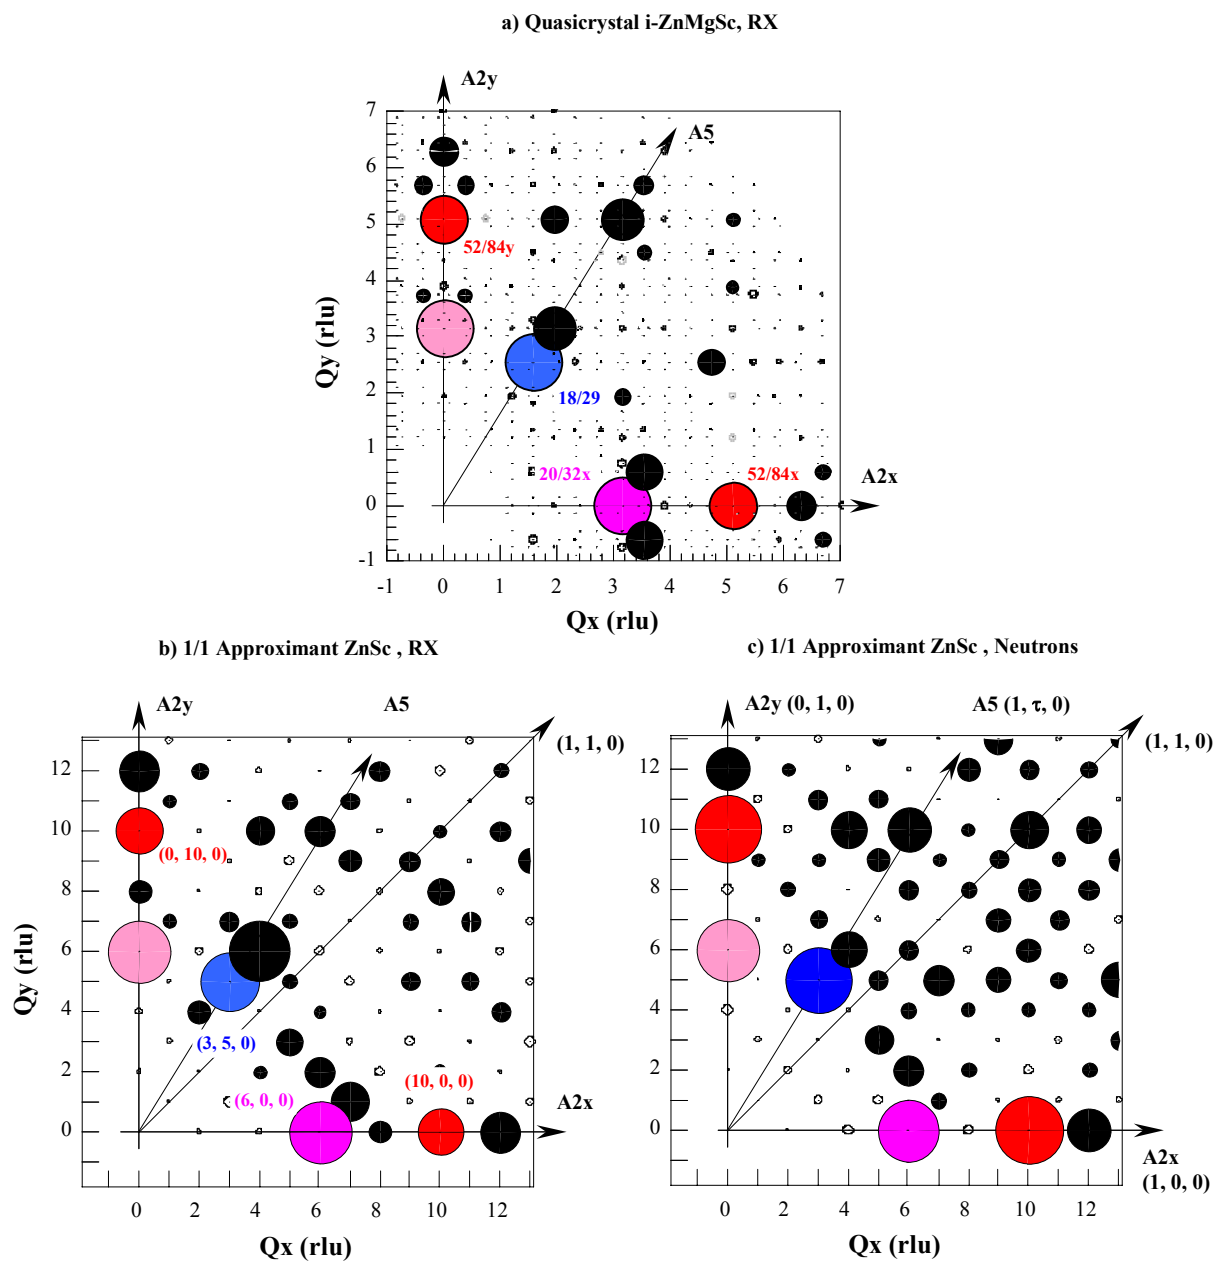 a) Quasicrystal i-ZnMgSc, RX
A2y
7
A5
6
5
52/84y
4
Qy (rlu)
3
2
18/29
1
20/32x
52/84x
A2x
0
-1
-1 0 1 2 3 4 5 6 7
Qx (rlu)
b) 1/1 Approximant ZnSc , RX
A2y
A5
(1, 1, 0)
12
10
(0, 10, 0)
8
6
Qy (rlu)
4
(3, 5, 0)
2
(10, 0, 0)
(6, 0, 0)
A2x
0
0 2 4 6 8 10 12
Qx (rlu)
c) 1/1 Approximant ZnSc , Neutrons
A2y (0, 1, 0)
A5 (1, τ, 0)
(1, 1, 0)
12
10
8
6
Qy (rlu)
4
2
0
A2x
(1, 0, 0)
0 2 4 6 8 10 12
Qx (rlu)